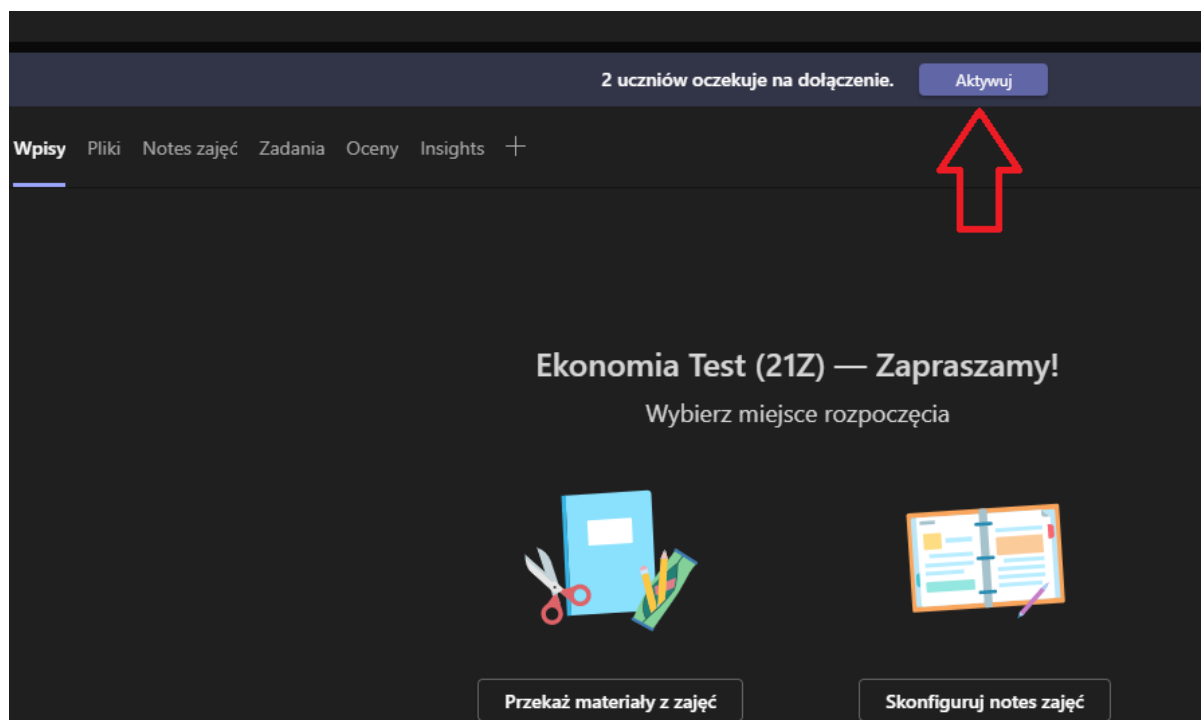 2 uczniów oczekuje na dołączenie. Aktywuj
Wpisy Pliki Notes zajęć Zadania Oceny Insights +
Ekonomia Test (21Z) — Zapraszamy!
Wybierz miejsce rozpoczęcia
Przekaż materiały z zajęć Skonfiguruj notes zajęć